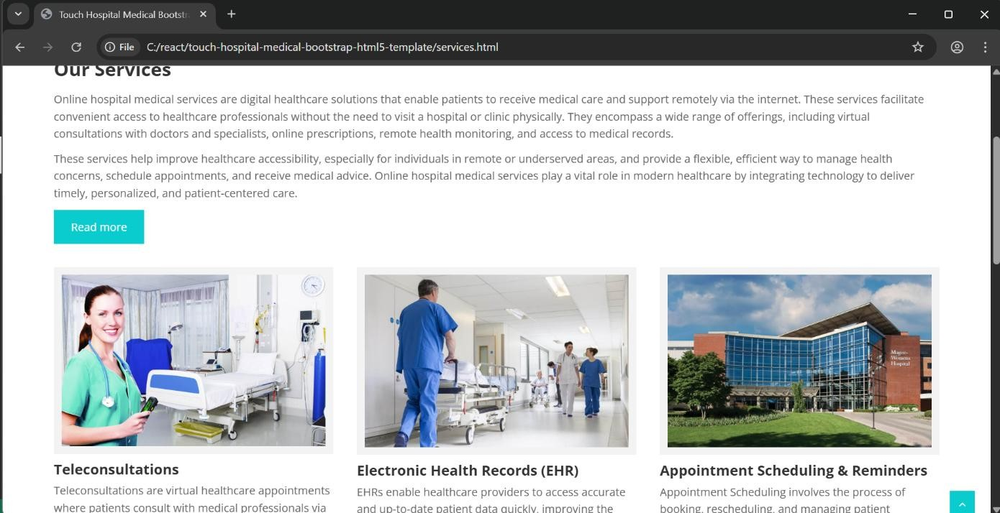 Touch Hospital Medical Bootstr
File
C:/react/touch-hospital-medical-bootstrap-html5-template/services.html
Our Services
Online hospital medical services are digital healthcare solutions that enable patients to receive medical care and support remotely via the internet. These services facilitate
convenient access to healthcare professionals without the need to visit a hospital or clinic physically. They encompass a wide range of offerings, including virtual
consultations with doctors and specialists, online prescriptions, remote health monitoring, and access to medical records.
These services help improve healthcare accessibility, especially for individuals in remote or underserved areas, and provide a flexible, efficient way to manage health
concerns, schedule appointments, and receive medical advice. Online hospital medical services play a vital role in modern healthcare by integrating technology to deliver
timely, personalized, and patient-centered care.
Read more
Magee-
Womens
Hospital
Teleconsultations
Teleconsultations are virtual healthcare appointments
where patients consult with medical professionals via
Electronic Health Records (EHR)
EHRs enable healthcare providers to access accurate
and up-to-date patient data quickly, improving the
Appointment Scheduling & Reminders
Appointment Scheduling involves the process of
booking, rescheduling, and managing patient